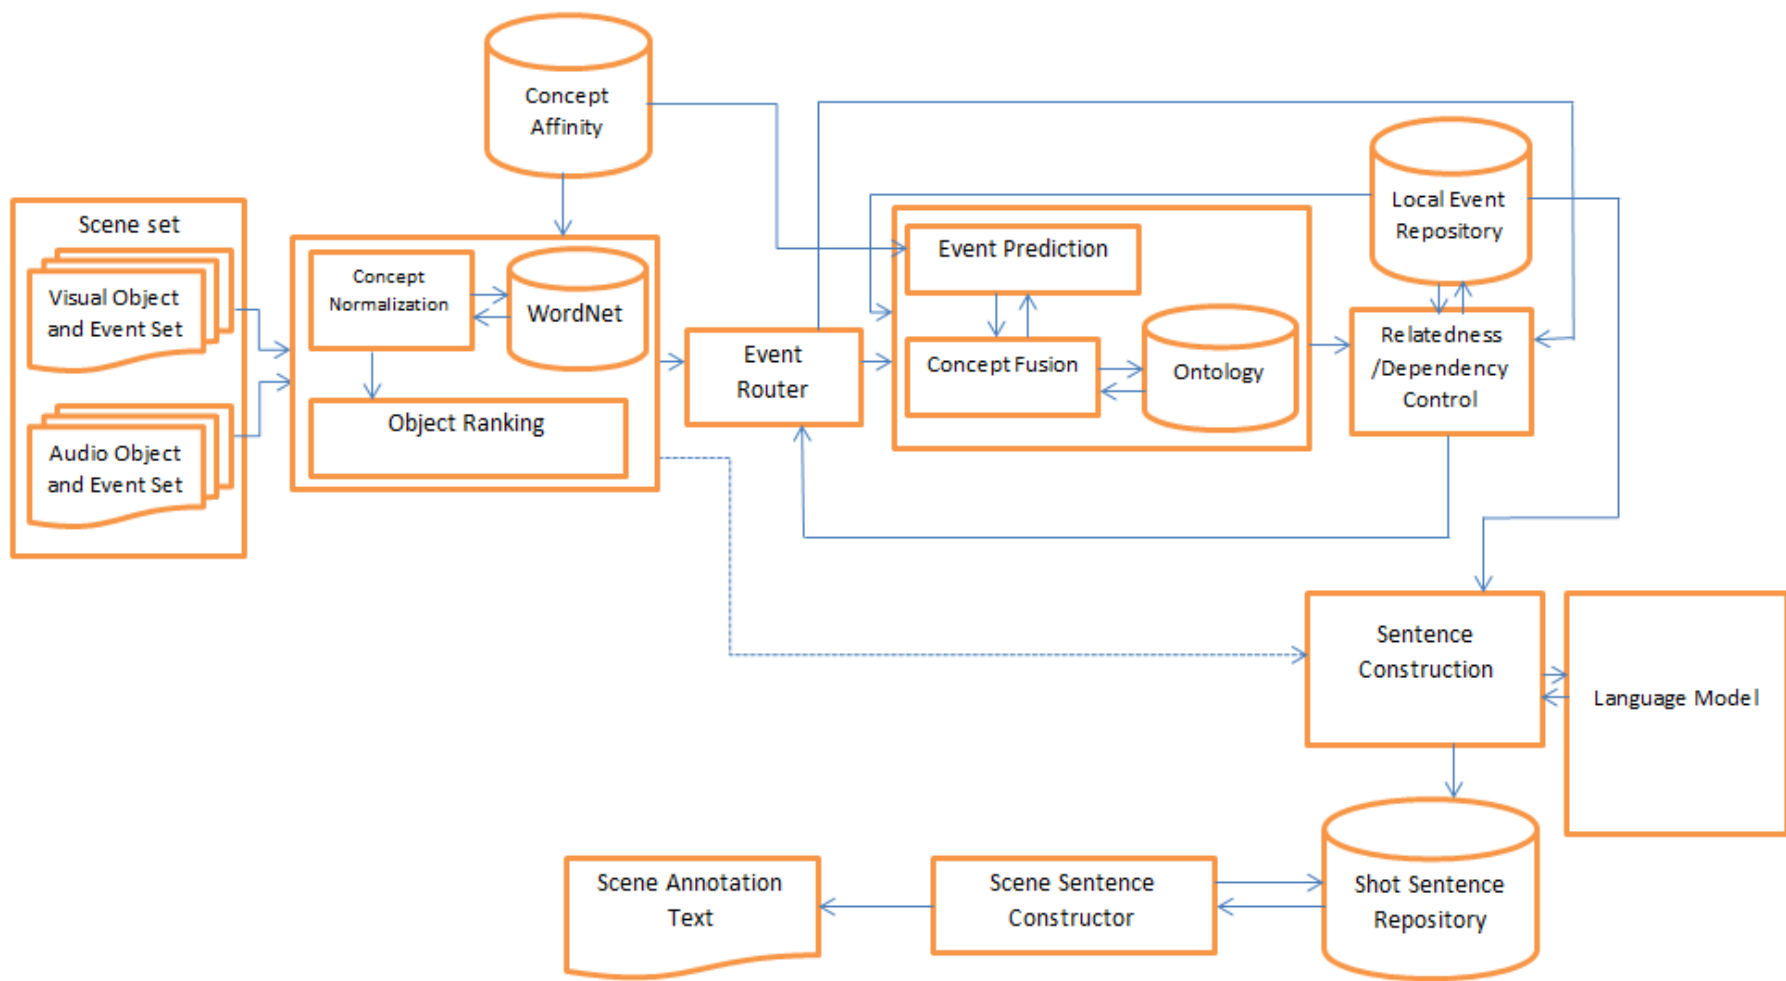 Concept
Affinity
Scene set
Visual Object
and Event Set
Audio Object
and Event Set
Concept
Normalization
WordNet
Object Ranking
Event
Router
Event Prediction
Concept Fusion
Ontology
Local Event
Repository
Relatedness
/Dependency
Control
Sentence
Construction
Language Model
Scene Annotation
Text
Scene Sentence
Constructor
Shot Sentence
Repository